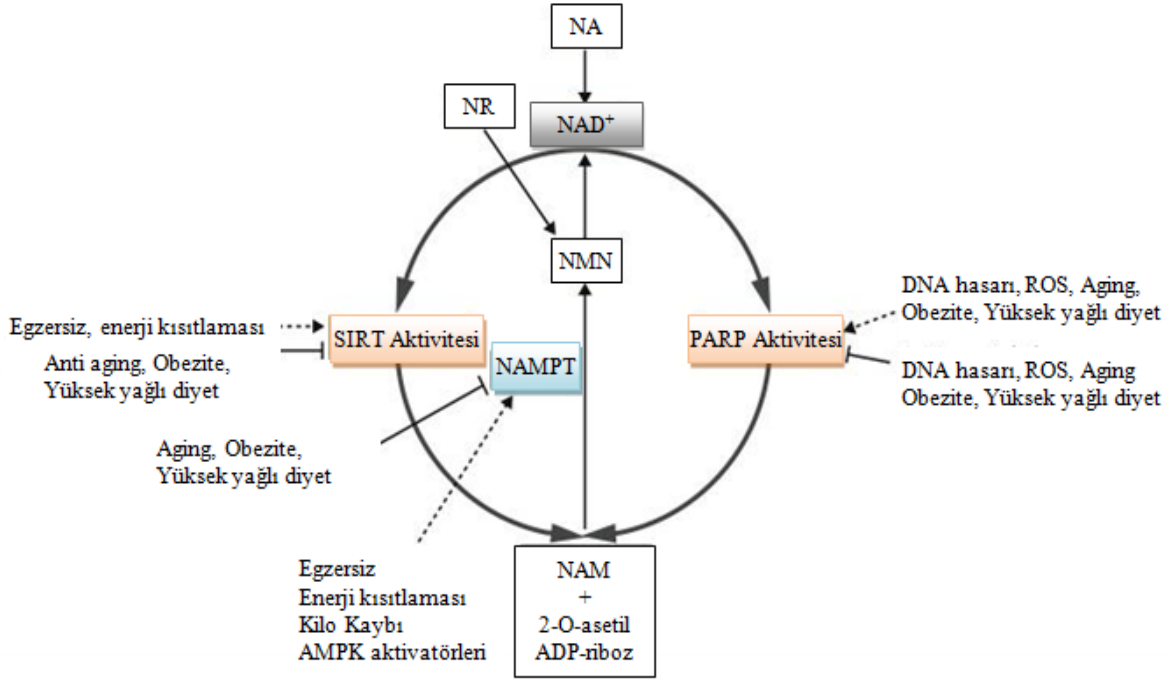 NA
NR
NAD+
NMN
DNA hasarı, ROS, Aging,
Obezite, Yüksek yağlı diyet
Egzersiz, enerji kısıtlaması
SIRT Aktivitesi
PARP Aktivitesi
Anti aging, Obezite,
Yüksek yağlı diyet
NAMPT
DNA hasarı, ROS, Aging
Obezite, Yüksek yağlı diyet
Aging, Obezite,
Yüksek yağlı diyet
Egzersiz
Enerji kısıtlaması
Kilo Kaybı
AMPK aktivatörleri
NAM
+
2-O-asetil
ADP-riboz